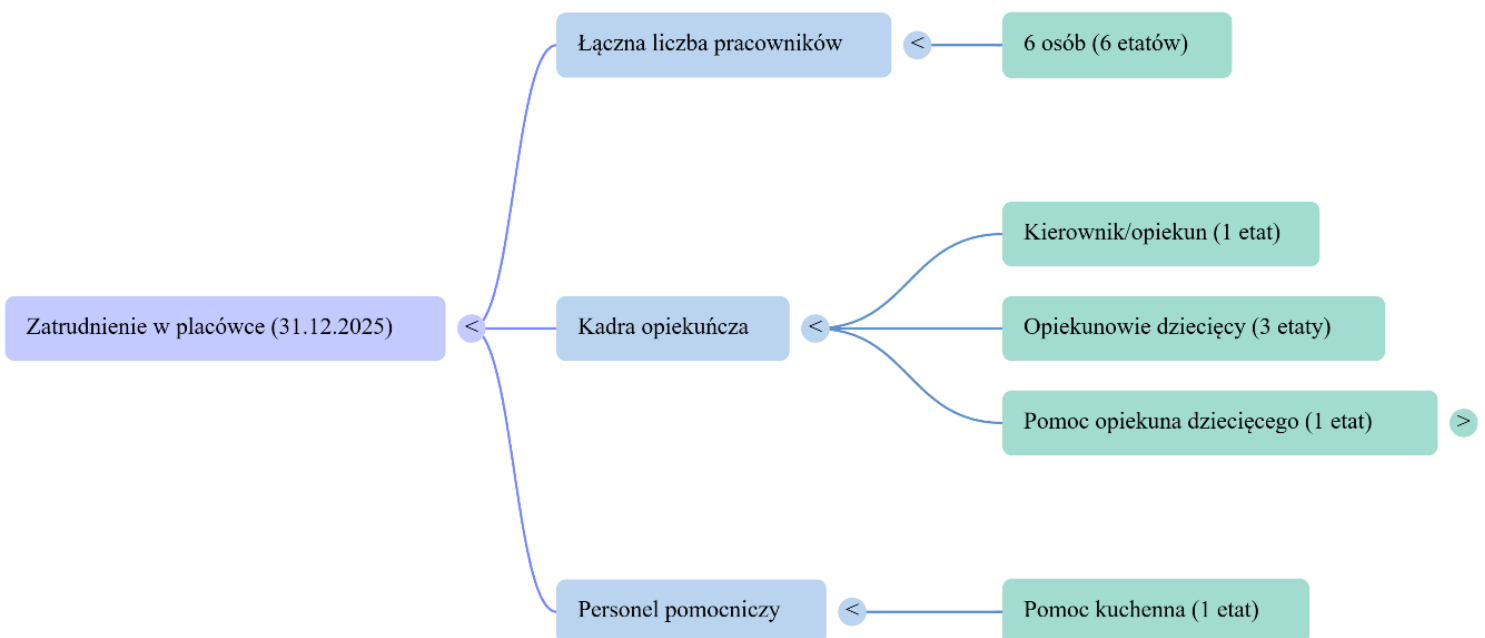 Łączna liczba pracowników
<
6 osób (6 etatów)
Kierownik/opiekun (1 etat)
Zatrudnienie w placówce (31.12.2025)
<
Kadra opiekuńcza
<
Opiekunowie dziecięcy (3 etaty)
Pomoc opiekuna dziecięcego (1 etat)
>
Personel pomocniczy
<
Pomoc kuchenna (1 etat)